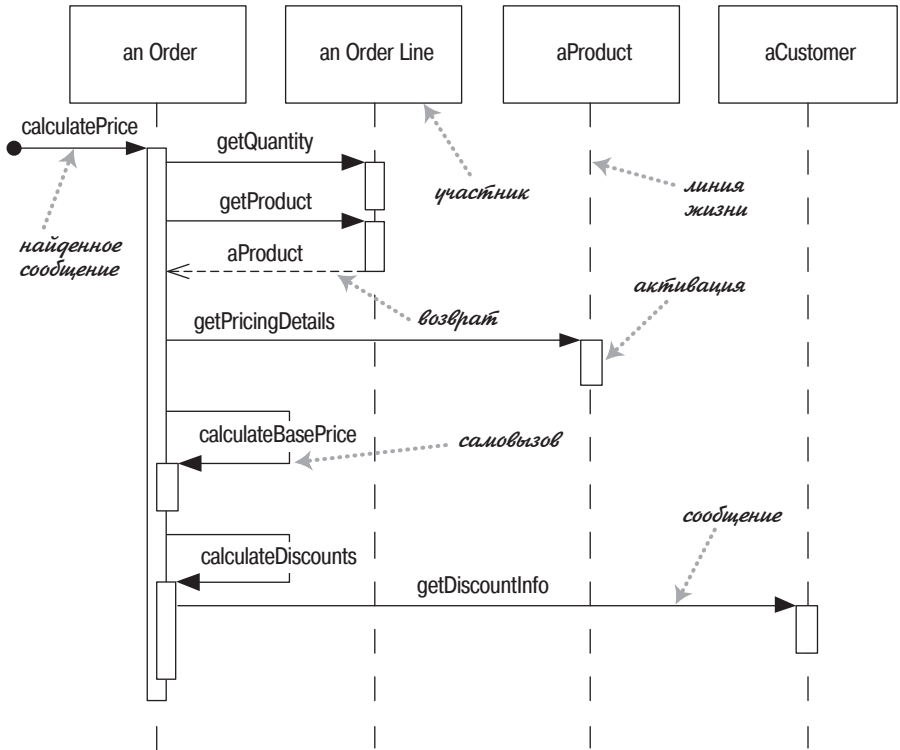 an Order
an Order Line
aProduct
aCustomer
calculatePrice
getQuantity
участник
линия
жизни
getProduct
найденное
сообщение
aProduct
активация
возврат
getPricingDetails
calculateBasePrice
самовызов
сообщение
calculateDiscounts
getDiscountInfo